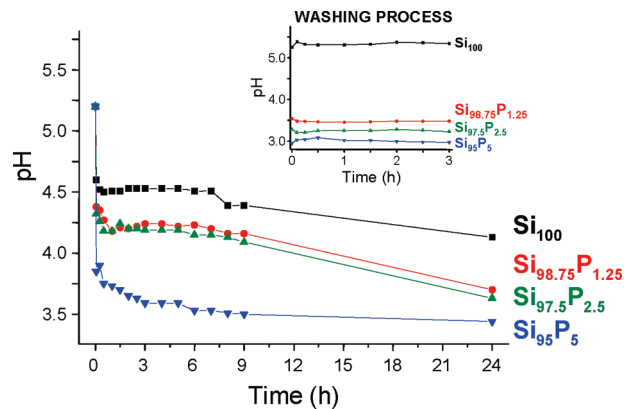 WASHING PROCESS
pH
5.5
5.0
4.5
4.0
3.5
0
3
6
9
12
15
18
21
24
Time (h)
Si100
Si98.75P1.25
Si97.5P2.5
Si95P5
pH
5.0
4.0
3.0
0
1
2
3
Time (h)
Si100
Si98.75P1.25
Si97.5P2.5
Si95P5